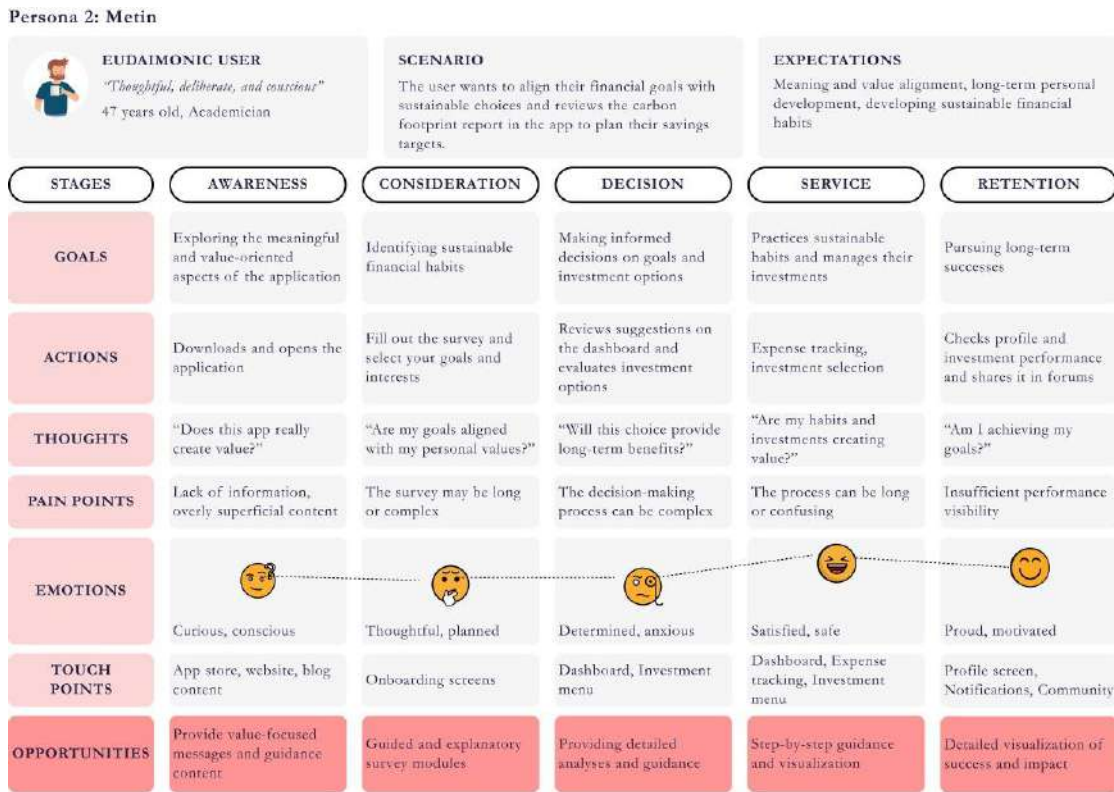 Persona 2: Metin
EUDAIMONIC USER
"Thoughtful, deliberate, and conscious"
47 years old, Academician
SCENARIO
The user wants to align their financial goals with
sustainable choices and reviews the carbon
footprint report in the app to plan their savings
targets.
EXPECTATIONS
Meaning and value alignment, long-term personal
development, developing sustainable financial
habits
STAGES
AWARENESS
CONSIDERATION
DECISION
SERVICE
RETENTION
GOALS
Exploring the meaningful
and value-oriented
aspects of the application
Identifying sustainable
financial habits
Making informed
decisions on goals and
investment options
Practices sustainable
habits and manages their
investments
Pursuing long-term
successes
ACTIONS
Downloads and opens the
application
Fill out the survey and
select your goals and
interests
Reviews suggestions on
the dashboard and
evaluates investment
options
Expense tracking,
investment selection
Checks profile and
investment performance
and shares it in forums
THOUGHTS
"Does this app really
create value?"
"Are my goals aligned
with my personal values?"
"Will this choice provide
long-term benefits?"
"Are my habits and
investments creating
value?"
"Am I achieving my
goals?"
PAIN POINTS
Lack of information,
overly superficial content
The survey may be long
or complex
The decision-making
process can be complex
The process can be long
or confusing
Insufficient performance
visibility
EMOTIONS
Curious, conscious
Thoughtful, planned
Determined, anxious
Satisfied, safe
Proud, motivated
TOUCH
POINTS
App store, website, blog
content
Onboarding screens
Dashboard, Investment
menu
Dashboard, Expense
tracking, Investment
menu
Profile screen,
Notifications, Community
OPPORTUNITIES
Provide value-focused
messages and guidance
content
Guided and explanatory
survey modules
Providing detailed
analyses and guidance
Step-by-step guidance
and visualization
Detailed visualization of
success and impact